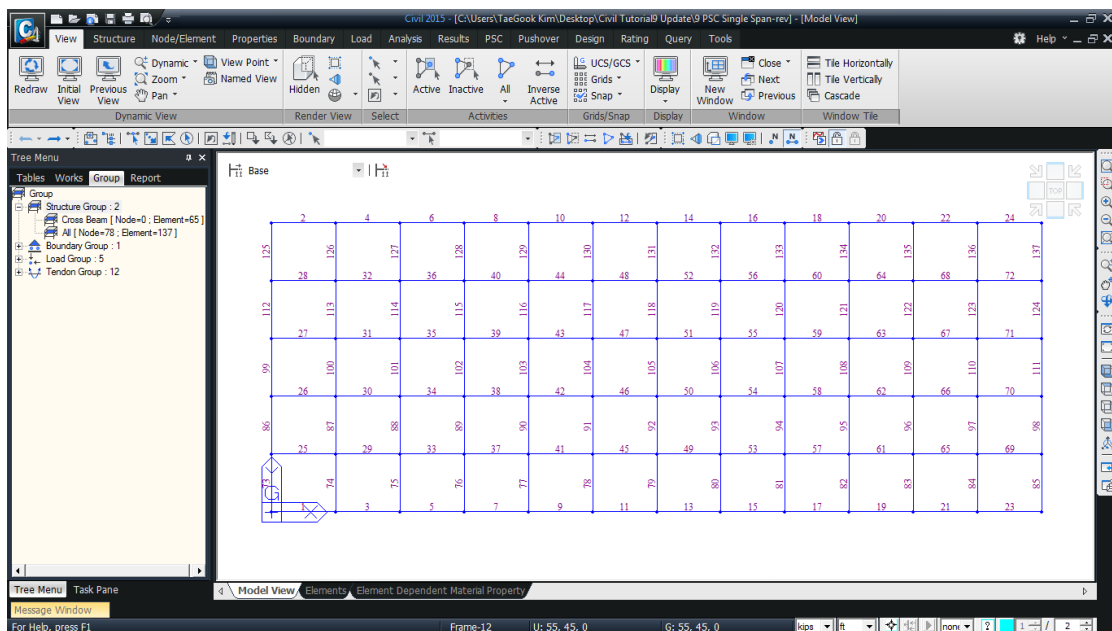 Civil 2015 - [C:\Users\TaeGook Kim\Desktop\Civil Tutorial9 Update\9 PSC Single Span-rev] - [Model View]
View Structure Node/Element Properties Boundary Load Analysis Results PSC Pushover Design Rating Query Tools Help
Redraw Initial View Previous View Dynamic Zoom Pan View Point Named View Hidden Active Inactive All Inverse Active UCS/GCS Grids Snap Display New Window Close Next Previous Tile Horizontally Tile Vertically Cascade
Dynamic View Render View Select Activities Grids/Snap Display Window Window Tile
Tree Menu
Tables Works Group Report
Group
Structure Group : 2
Cross Beam [ Node=0 ; Element=65 ]
All [ Node=78 ; Element=137 ]
Boundary Group : 1
Load Group : 5
Tendon Group : 12
Base
TOP
2 4 6 8 10 12 14 16 18 20 22 24
125 126 127 128 129 130 131 132 133 134 135 136 137
28 32 36 40 44 48 52 56 60 64 68 72
112 113 114 115 116 117 118 119 120 121 122 123 124
27 31 35 39 43 47 51 55 59 63 67 71
99 100 101 102 103 104 105 106 107 108 109 110 111
26 30 34 38 42 46 50 54 58 62 66 70
86 87 88 89 90 91 92 93 94 95 96 97 98
25 29 33 37 41 45 49 53 57 61 65 69
73 74 75 76 77 78 79 80 81 82 83 84 85
G
1 X 3 5 7 9 11 13 15 17 19 21 23
Tree Menu Task Pane
Model View Elements Element Dependent Material Property
Message Window
For Help, press F1 Frame-12 U: 55, 45, 0 G: 55, 45, 0 kips ft non ? 1 / 2